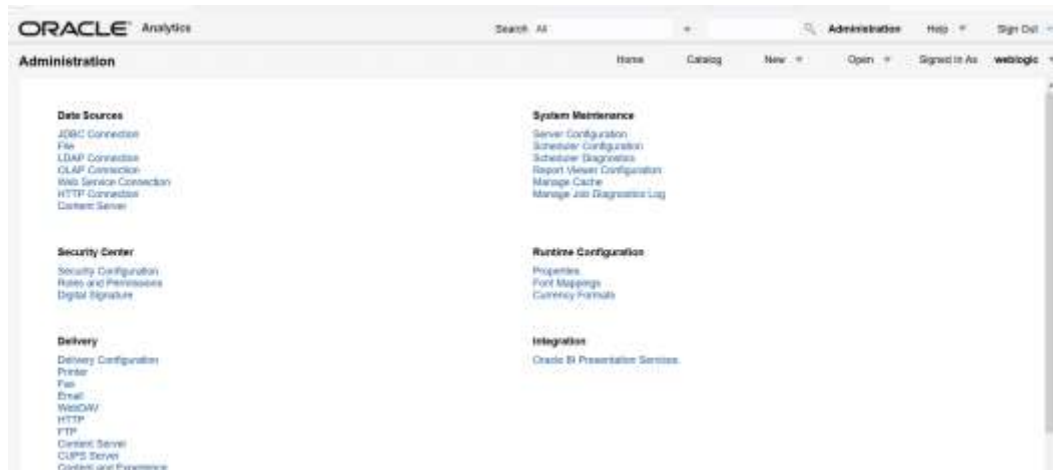 ORACLE Analytics
Search All
Administration Help Sign Out
Administration
Home Catalog New Open Signed In As weblogic
Data Sources
JDBC Connection
File
LDAP Connection
OLAP Connection
Web Service Connection
HTTP Connection
Content Server
System Maintenance
Server Configuration
Scheduler Configuration
Scheduler Diagnostics
Report Viewer Configuration
Manage Cache
Manage Job Diagnostics Log
Security Center
Security Configuration
Roles and Permissions
Digital Signature
Runtime Configuration
Properties
Font Mappings
Currency Formats
Delivery
Delivery Configuration
Printer
Fax
Email
WebDAV
HTTP
FTP
Content Server
CUPS Server
Content and Experience
Integration
Oracle BI Presentation Services